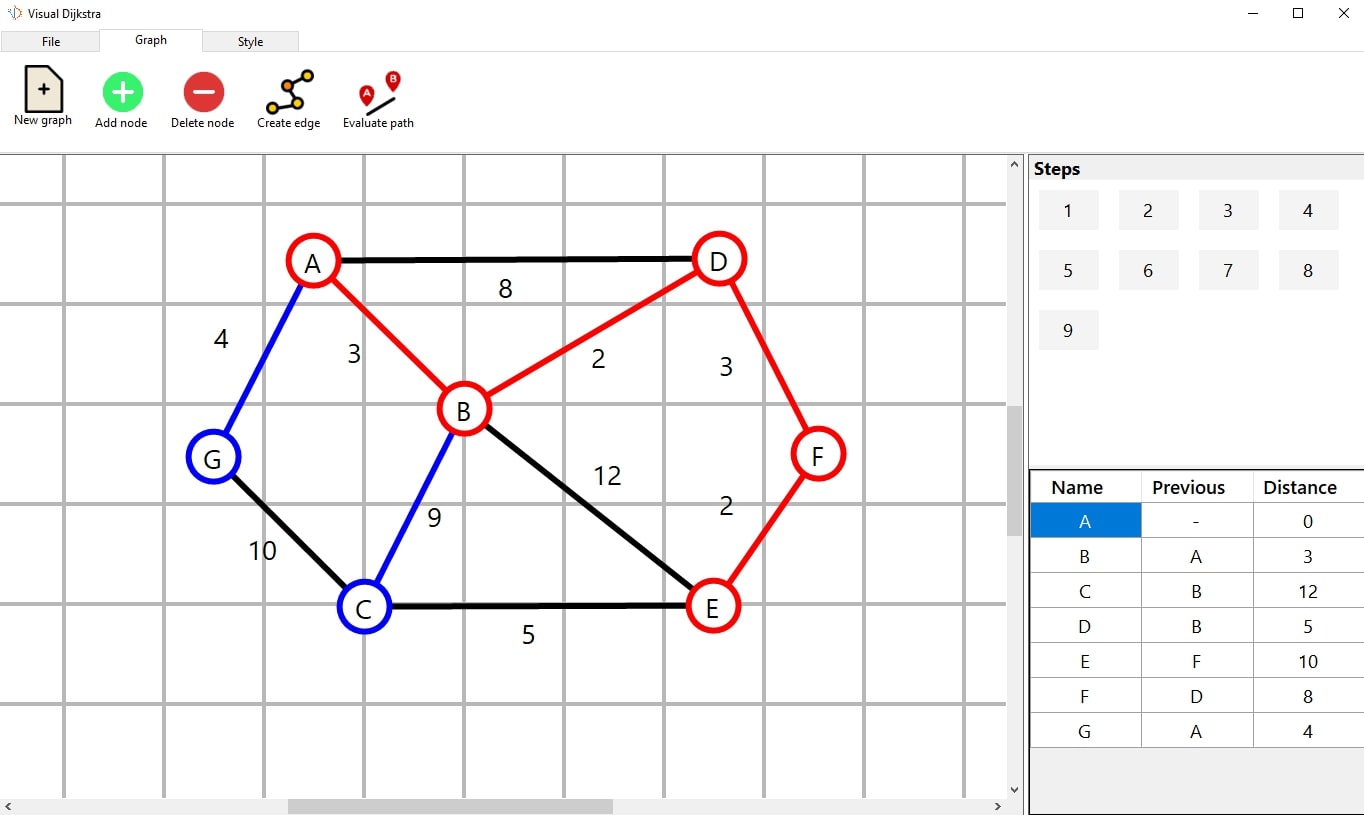 Visual Dijkstra
File Graph Style
New graph Add node Delete node Create edge Evaluate path
+
A B
A
D
8
4
3
2
3
B
G
F
12
9
2
10
C
E
5
Steps
1 2 3 4
5 6 7 8
9
Name Previous Distance
A - 0
B A 3
C B 12
D B 5
E F 10
F D 8
G A 4